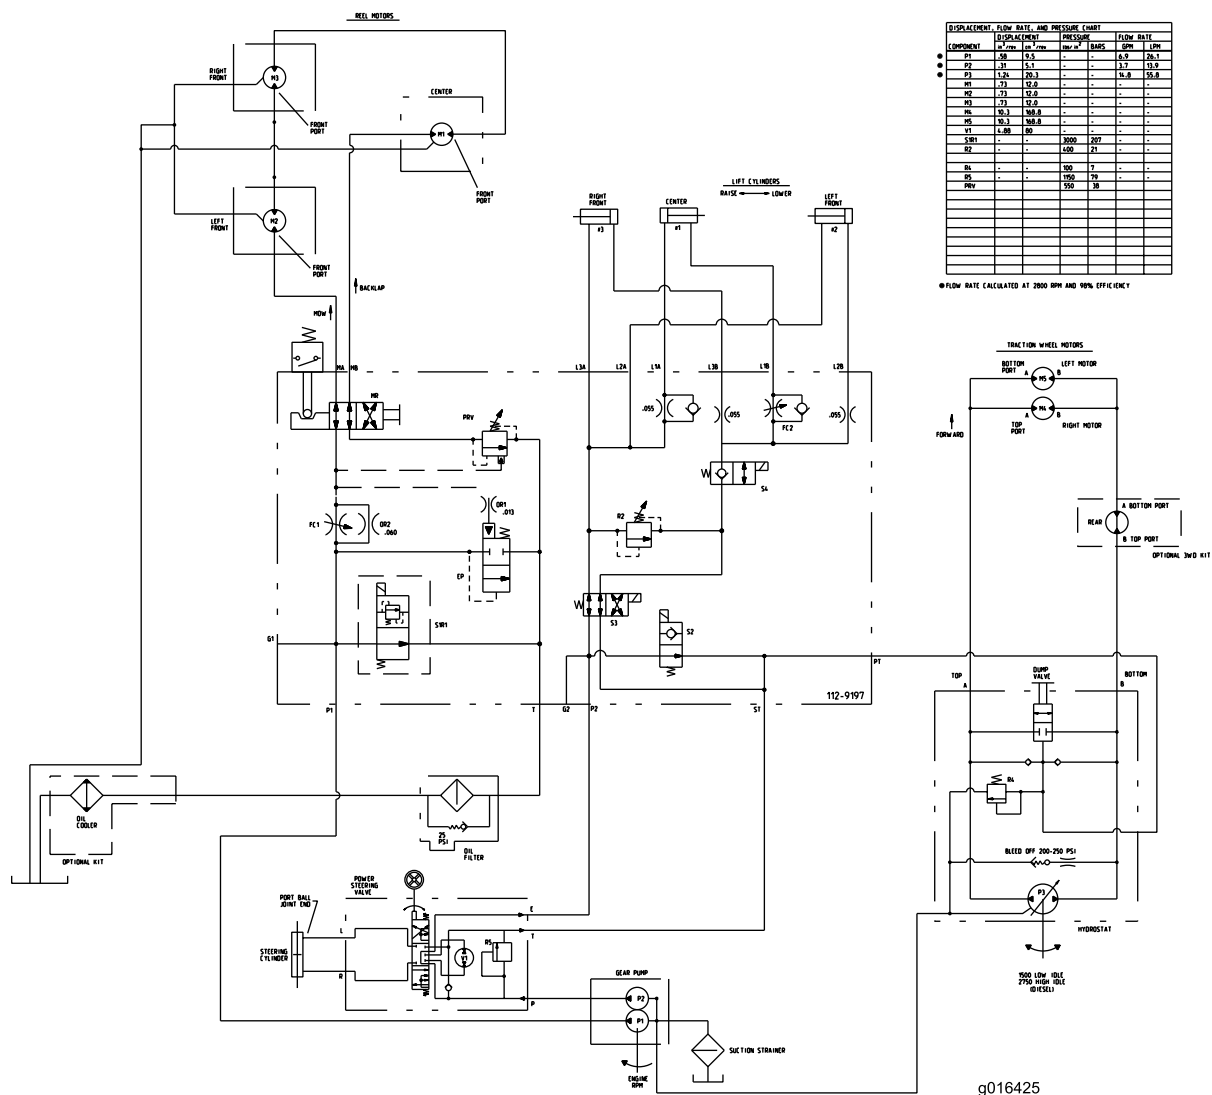 REEL MOTORS
RIGHT
FRONT
M3
FRONT
PORT
CENTER
M1
FRONT
PORT
LEFT
FRONT
M2
FRONT
PORT
BACKLAP
MOW
LIFT CYLINDERS
RAISE LOWER
RIGHT
FRONT
#3
CENTER
#1
LEFT
FRONT
#2
DISPLACEMENT, FLOW RATE, AND PRESSURE CHART
DISPLACEMENT PRESSURE FLOW RATE
COMPONENT in³/rev cm³/rev lbs/in² BARS GPM LPM
P1 .58 9.5 - - 6.9 26.1
P2 .31 5.1 - - 3.7 13.9
P3 1.24 20.3 - - 14.8 55.8
M1 .73 12.0 - - - -
M2 .73 12.0 - - - -
M3 .73 12.0 - - - -
M4 10.3 168.8 - - - -
M5 10.3 168.8 - - - -
V1 4.88 80 - - - -
S1R1 - - 3000 207 - -
R2 - - 400 21 - -
R4 - - 100 7 - -
R5 - - 1150 79 - -
PRV 550 38
FLOW RATE CALCULATED AT 2800 RPM AND 98% EFFICIENCY
MA MB L3A L2A L1A L3B L1B L2B
MR
PRV
.055
.055
FC2
.055
S4
FC1
OR2
.060
OR1
.013
EP
R2
S1R1
S3
S2
G1
P1
T
G2
P2
ST
PT
112-9197
TRACTION WHEEL MOTORS
BOTTOM
PORT
LEFT MOTOR
A M5 B
A M4 B
TOP
PORT
RIGHT MOTOR
FORWARD
A BOTTOM PORT
REAR
B TOP PORT
OPTIONAL 3WD KIT
TOP
A
DUMP
VALVE
BOTTOM
B
R4
BLEED OFF 200-250 PSI
P3
HYDROSTAT
1500 LOW IDLE
2750 HIGH IDLE
(DIESEL)
OIL
COOLER
OPTIONAL KIT
25
PSI
OIL
FILTER
POWER
STEERING
VALVE
PORT BALL
JOINT END
L
R
STEERING
CYLINDER
V1
R5
E
T
P
GEAR PUMP
P2
P1
ENGINE
RPM
SUCTION STRAINER
g016425